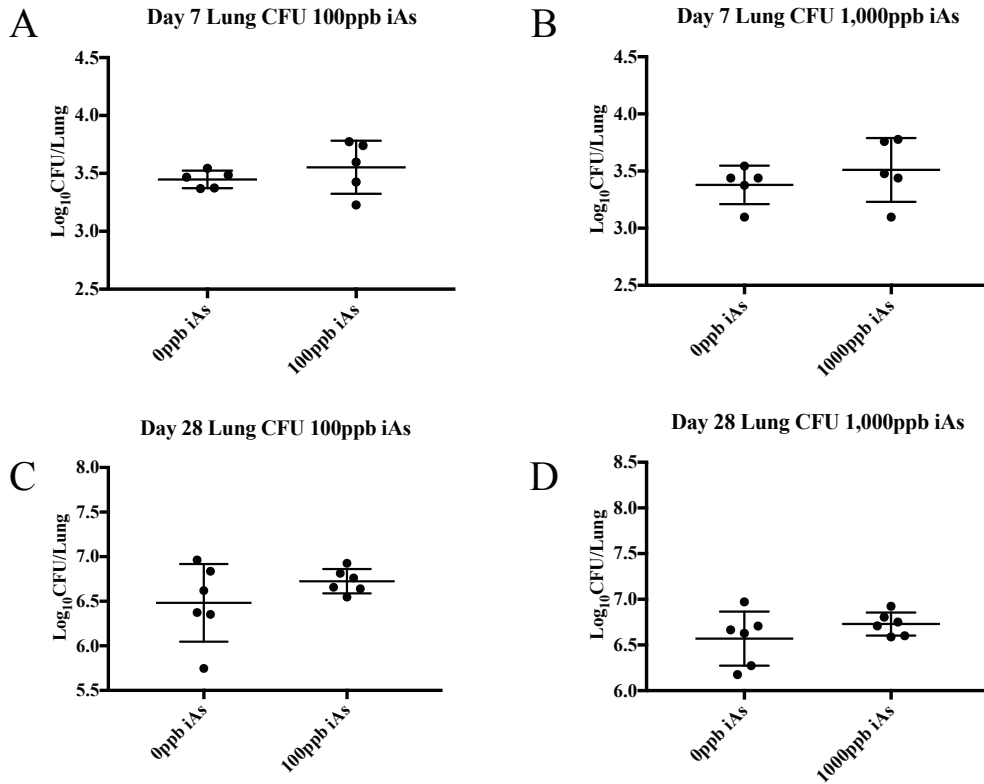 A
Day 7 Lung CFU 100ppb iAs
4.5
4.0
3.5
3.0
2.5
Log₁₀CFU/Lung
0ppb iAs
100ppb iAs
B
Day 7 Lung CFU 1,000ppb iAs
4.5
4.0
3.5
3.0
2.5
Log₁₀CFU/Lung
0ppb iAs
1000ppb iAs
C
Day 28 Lung CFU 100ppb iAs
8.0
7.5
7.0
6.5
6.0
5.5
Log₁₀CFU/Lung
0ppb iAs
100ppb iAs
D
Day 28 Lung CFU 1,000ppb iAs
8.5
8.0
7.5
7.0
6.5
6.0
Log₁₀CFU/Lung
0ppb iAs
1000ppb iAs